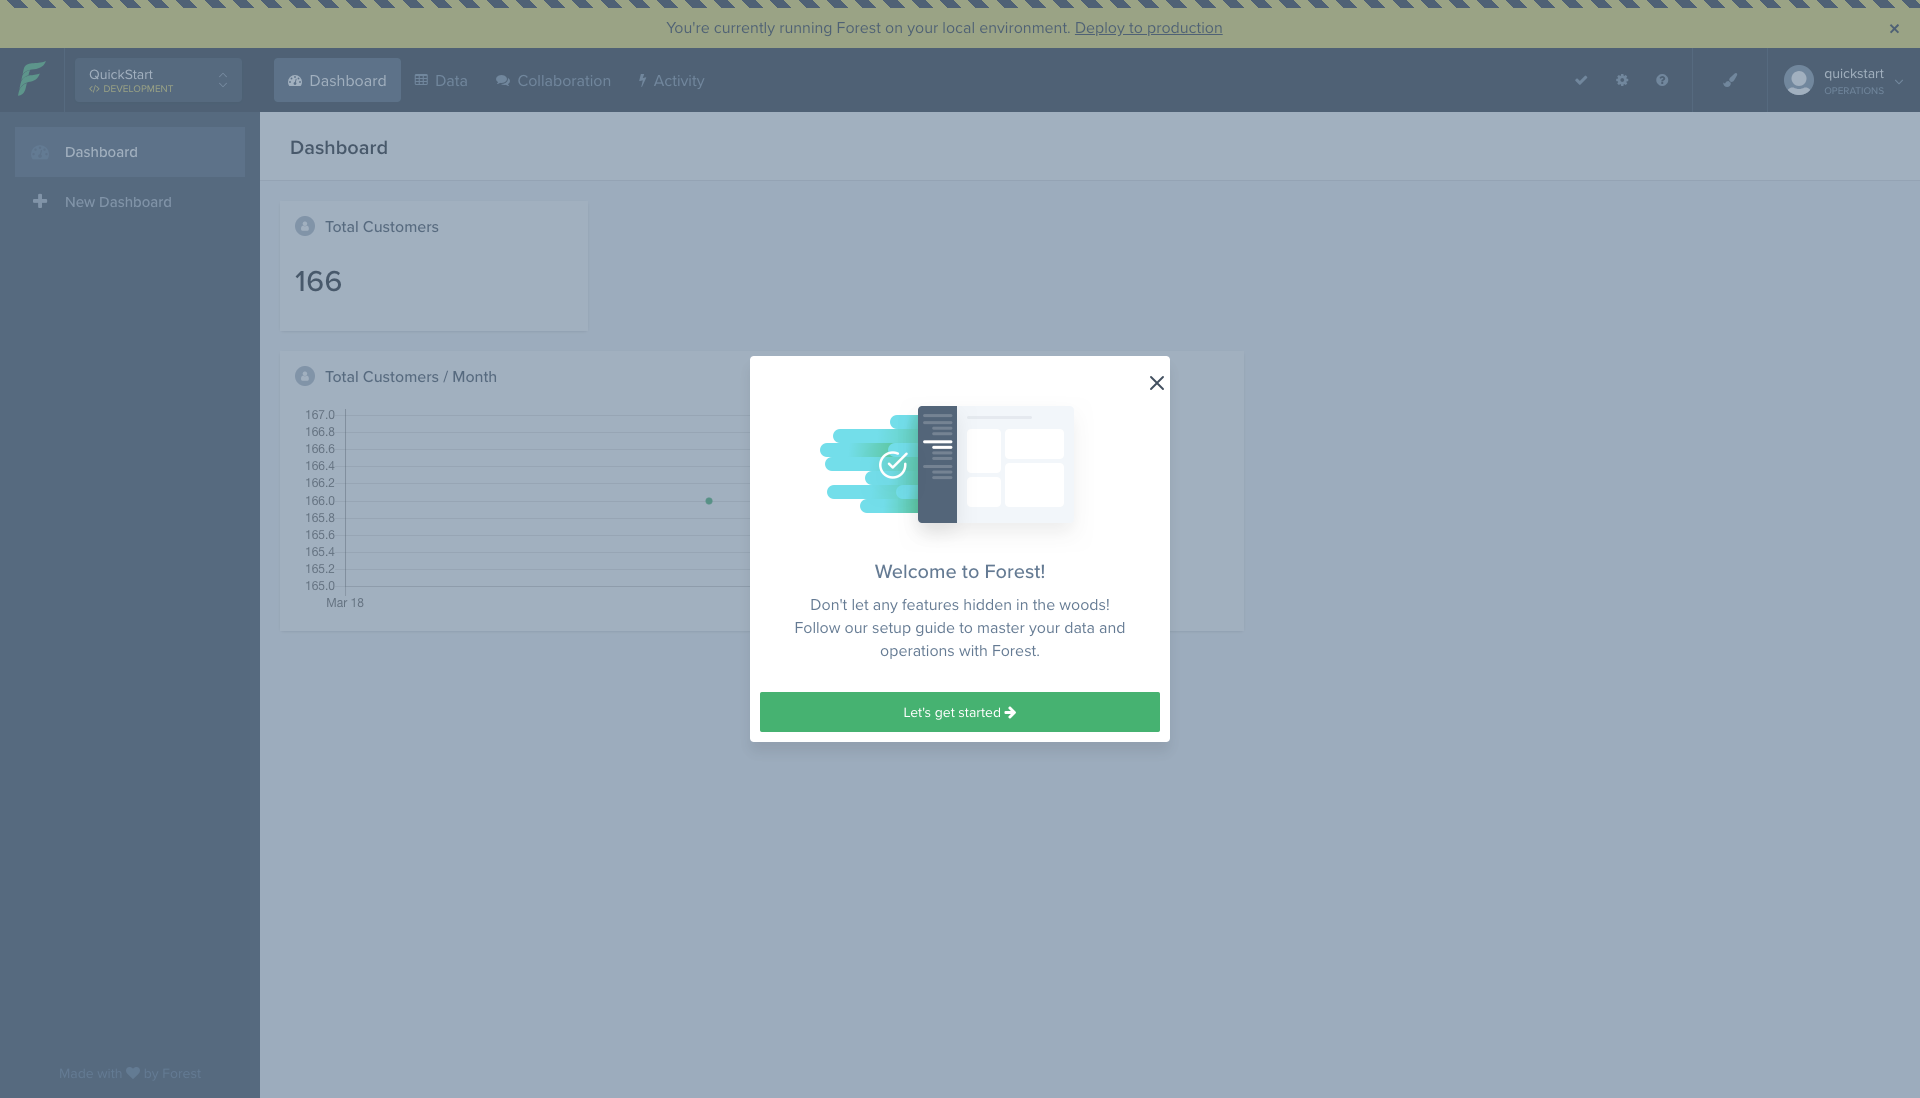 You're currently running Forest on your local environment. Deploy to production
QuickStart
</> DEVELOPMENT
Dashboard
Data
Collaboration
Activity
quickstart
OPERATIONS
Dashboard
New Dashboard
Dashboard
Total Customers
166
Total Customers / Month
167.0
166.8
166.6
166.4
166.2
166.0
165.8
165.6
165.4
165.2
165.0
Mar 18
Welcome to Forest!
Don't let any features hidden in the woods!
Follow our setup guide to master your data and
operations with Forest.
Let's get started
Made with ❤ by Forest